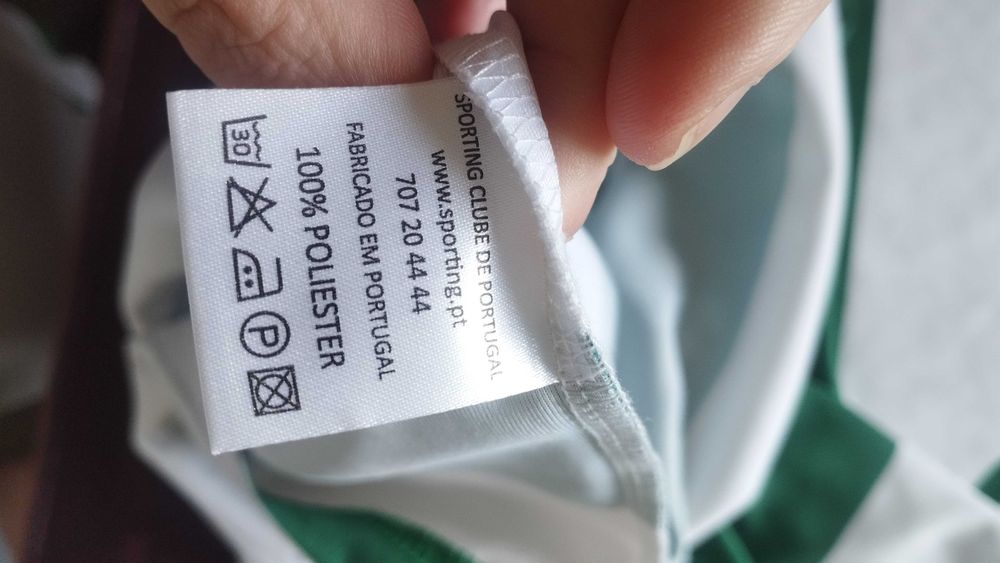 SPORTING CLUBE DE PORTUGAL
www.sporting.pt
707 20 44 44
FABRICADO EM PORTUGAL
100% POLIESTER
30 P